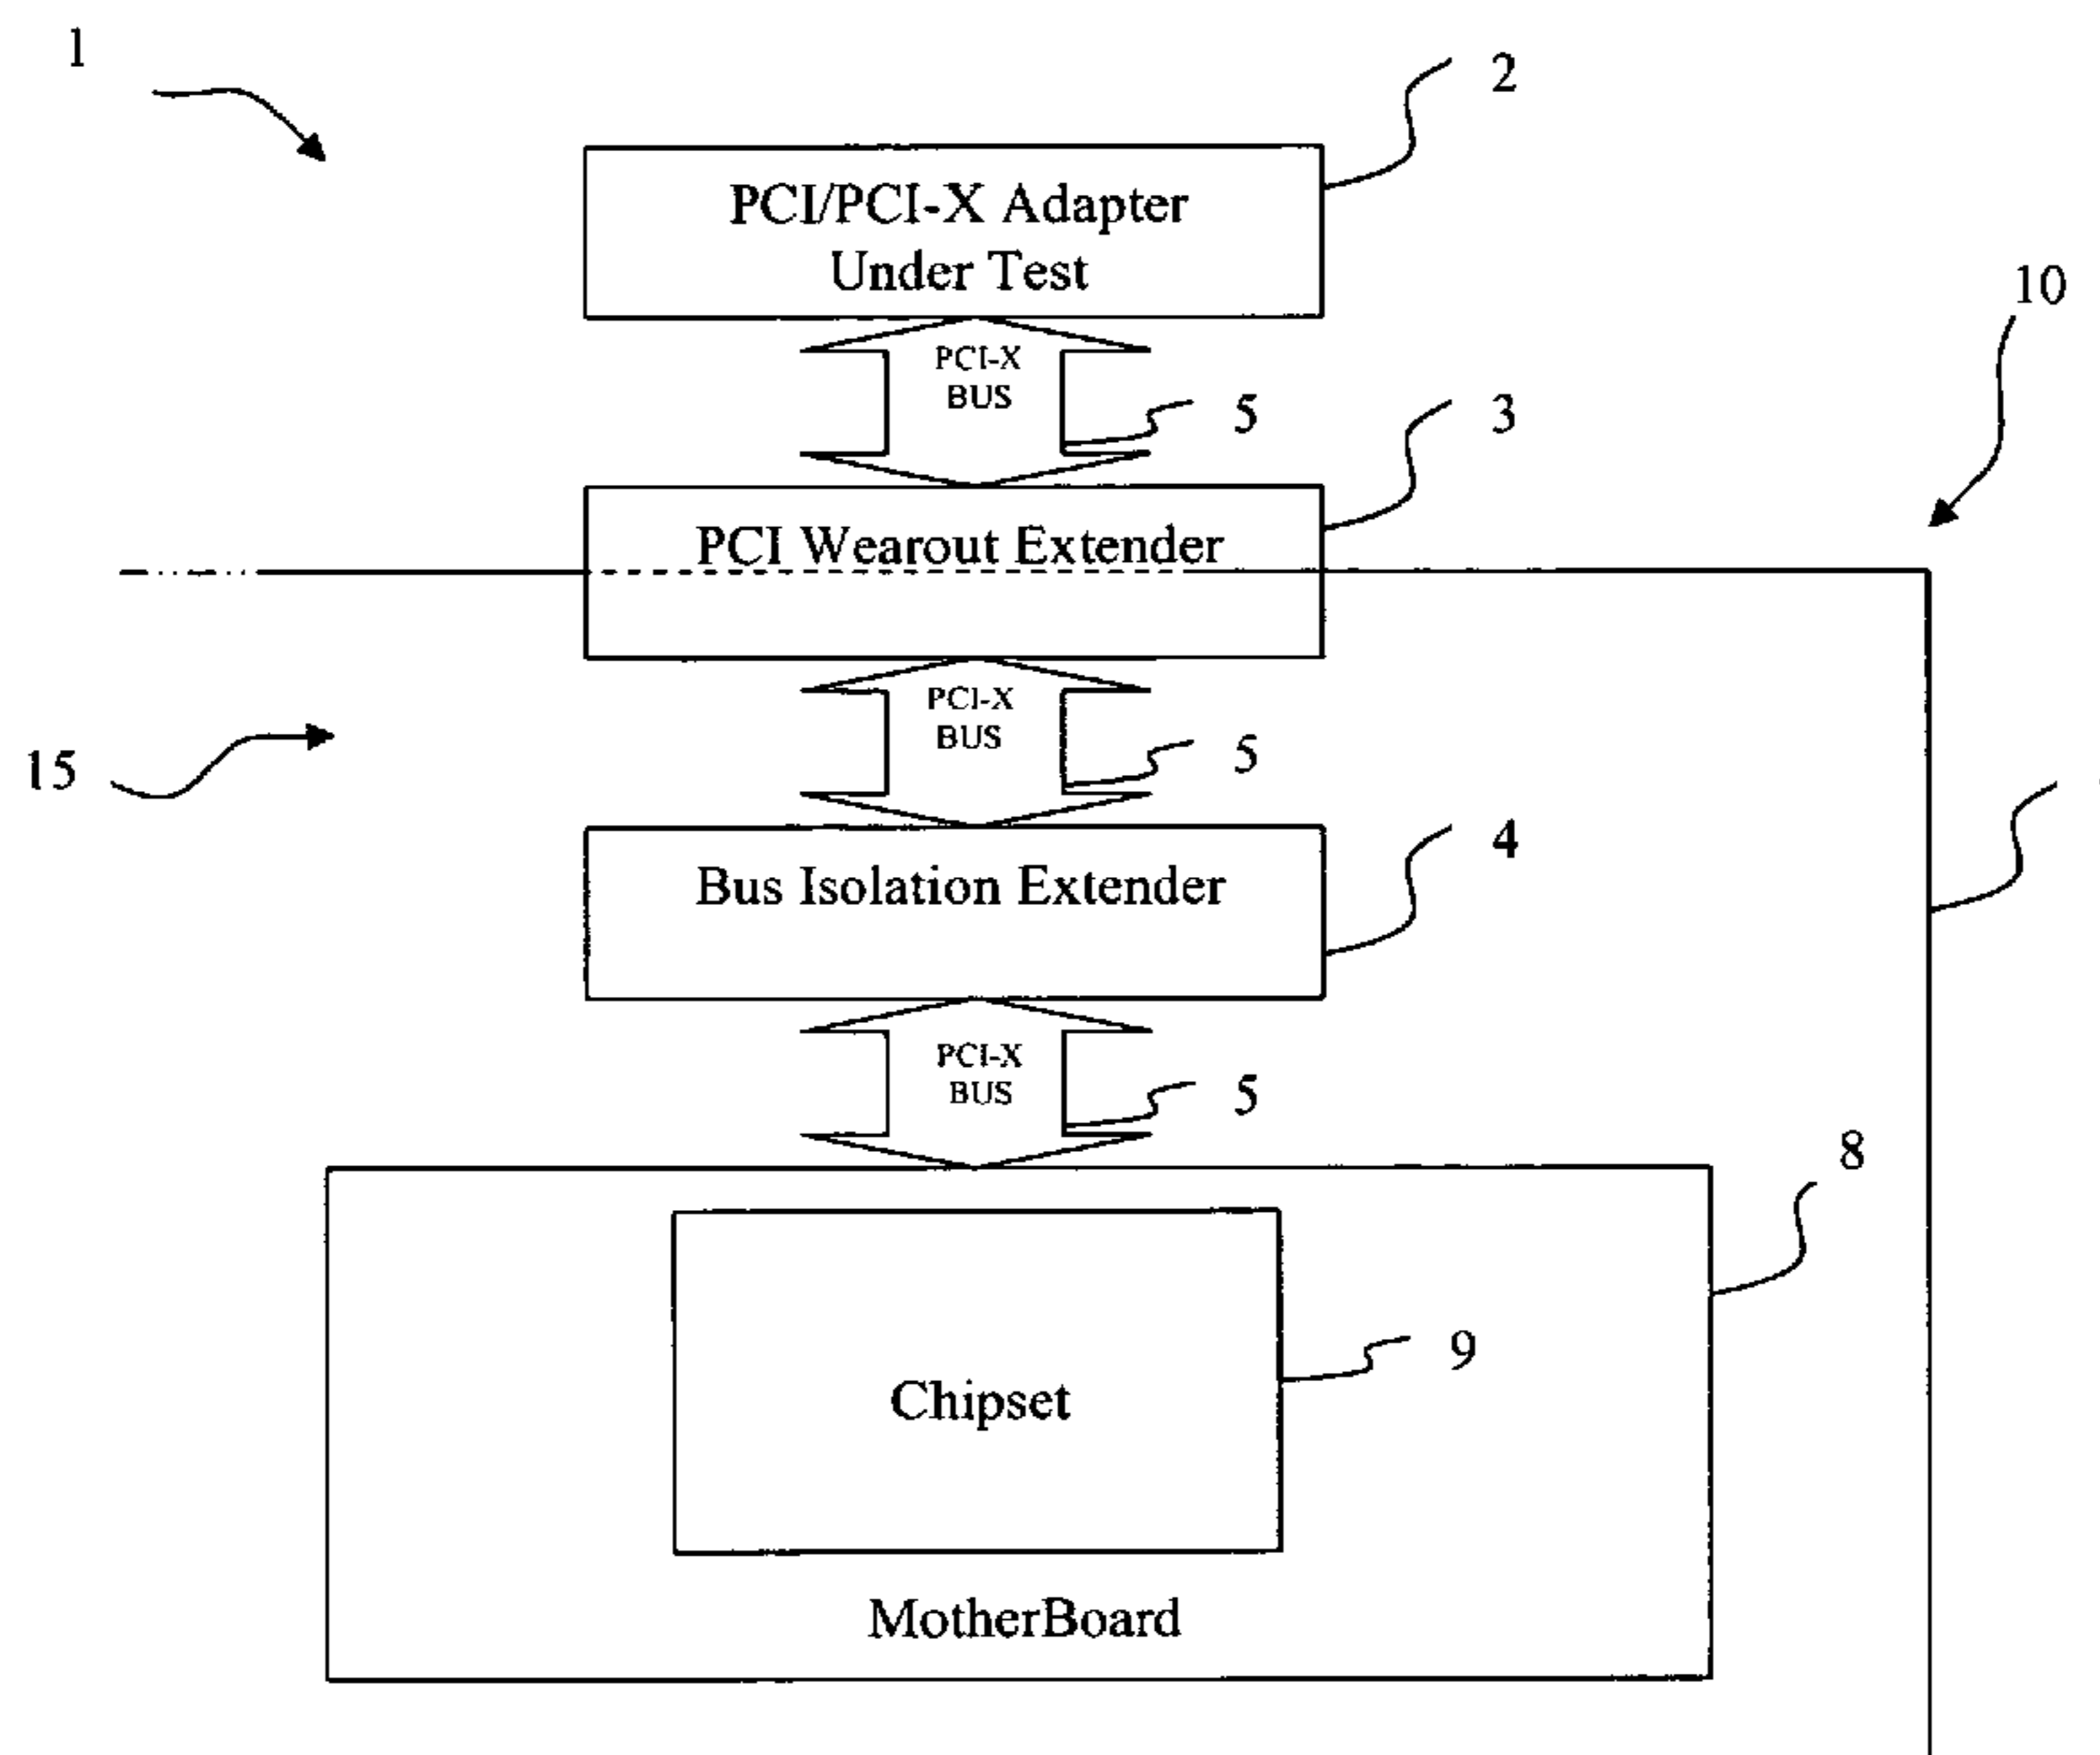 1
2
PCI/PCI-X Adapter
Under Test
10
PCI-X
BUS
5
3
PCI Wearout Extender
PCI-X
BUS
5
15
4
Bus Isolation Extender
PCI-X
BUS
5
8
9
Chipset
MotherBoard